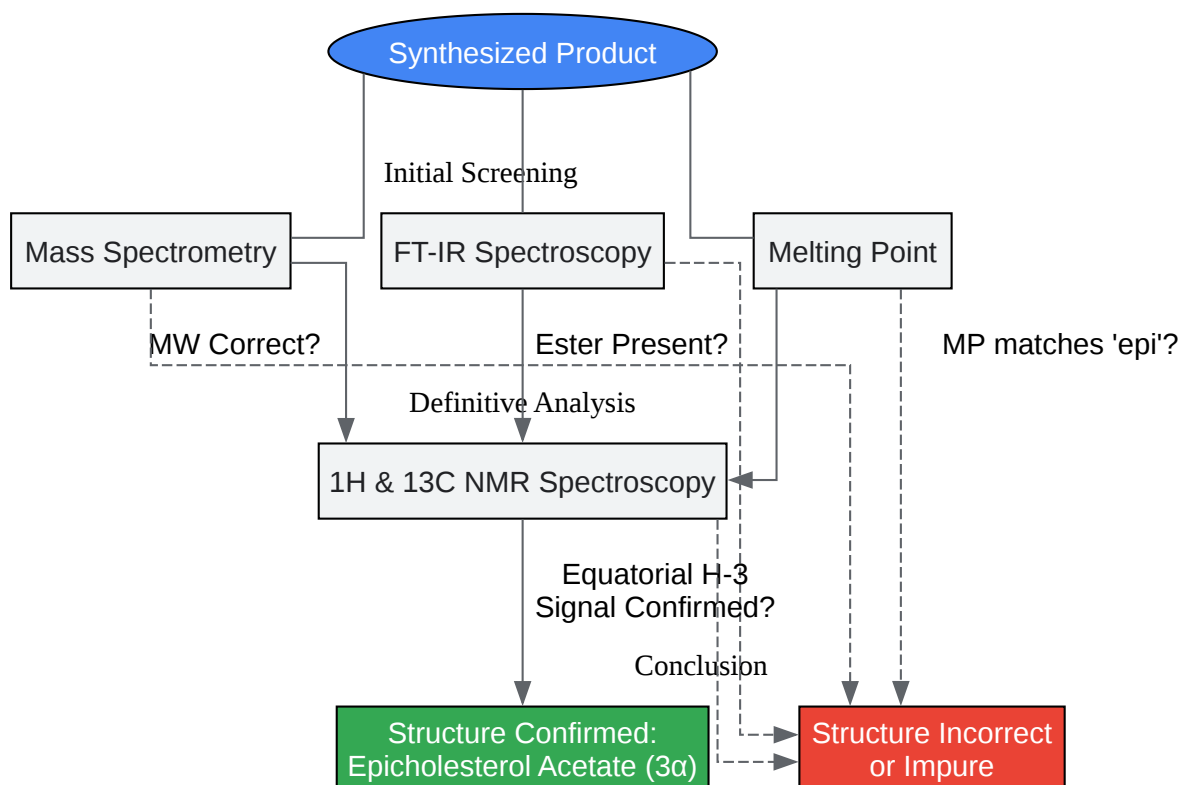 Synthesized Product
Initial Screening
Mass Spectrometry
FT-IR Spectroscopy
Melting Point
MW Correct?
Ester Present?
MP matches 'epi'?
Definitive Analysis
1H & 13C NMR Spectroscopy
Equatorial H-3
Signal Confirmed?
Conclusion
Structure Confirmed:
Epicholesterol Acetate (3α)
Structure Incorrect
or Impure